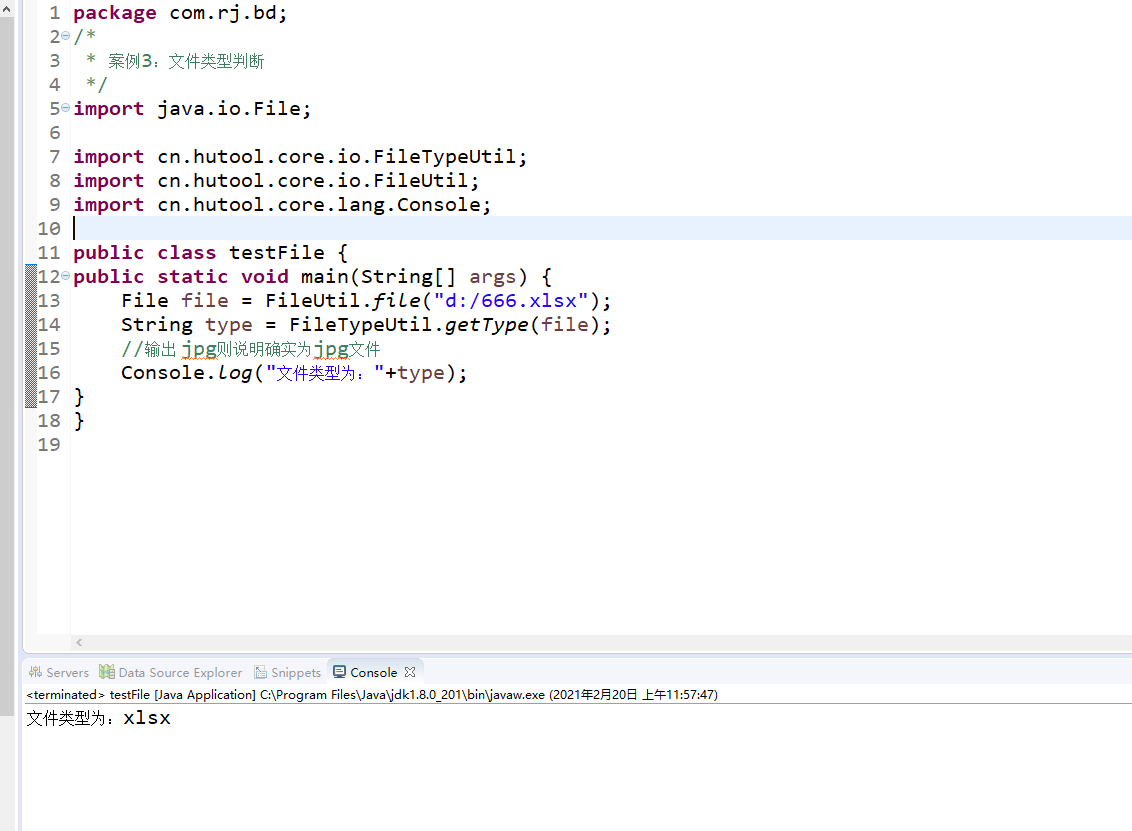 1 package com.rj.bd;
2 /*
3  * 案例3：文件类型判断
4  */
5 import java.io.File;
6
7 import cn.hutool.core.io.FileTypeUtil;
8 import cn.hutool.core.io.FileUtil;
9 import cn.hutool.core.lang.Console;
10
11 public class testFile {
12 public static void main(String[] args) {
13     File file = FileUtil.file("d:/666.xlsx");
14     String type = FileTypeUtil.getType(file);
15     //输出 jpg则说明确实为jpg文件
16     Console.log("文件类型为："+type);
17 }
18 }
19
Servers Data Source Explorer Snippets Console
<terminated> testFile [Java Application] C:\Program Files\Java\jdk1.8.0_201\bin\javaw.exe (2021年2月20日 上午11:57:47)
文件类型为：xlsx